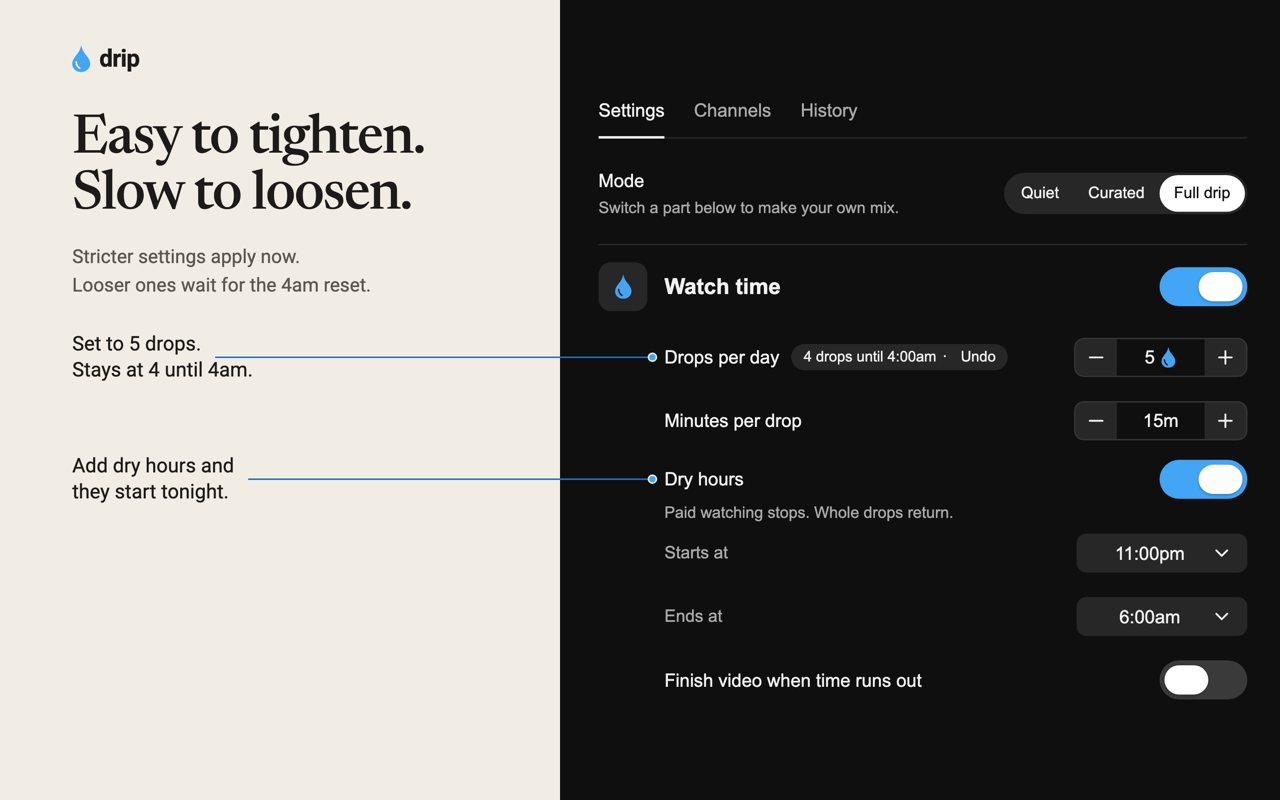 drip
Easy to tighten.
Slow to loosen.
Stricter settings apply now.
Looser ones wait for the 4am reset.
Set to 5 drops.
Stays at 4 until 4am.
Add dry hours and
they start tonight.
Settings Channels History
Mode
Switch a part below to make your own mix.
Quiet Curated Full drip
Watch time
Drops per day 4 drops until 4:00am · Undo − 5 +
Minutes per drop − 15m +
Dry hours
Paid watching stops. Whole drops return.
Starts at 11:00pm
Ends at 6:00am
Finish video when time runs out